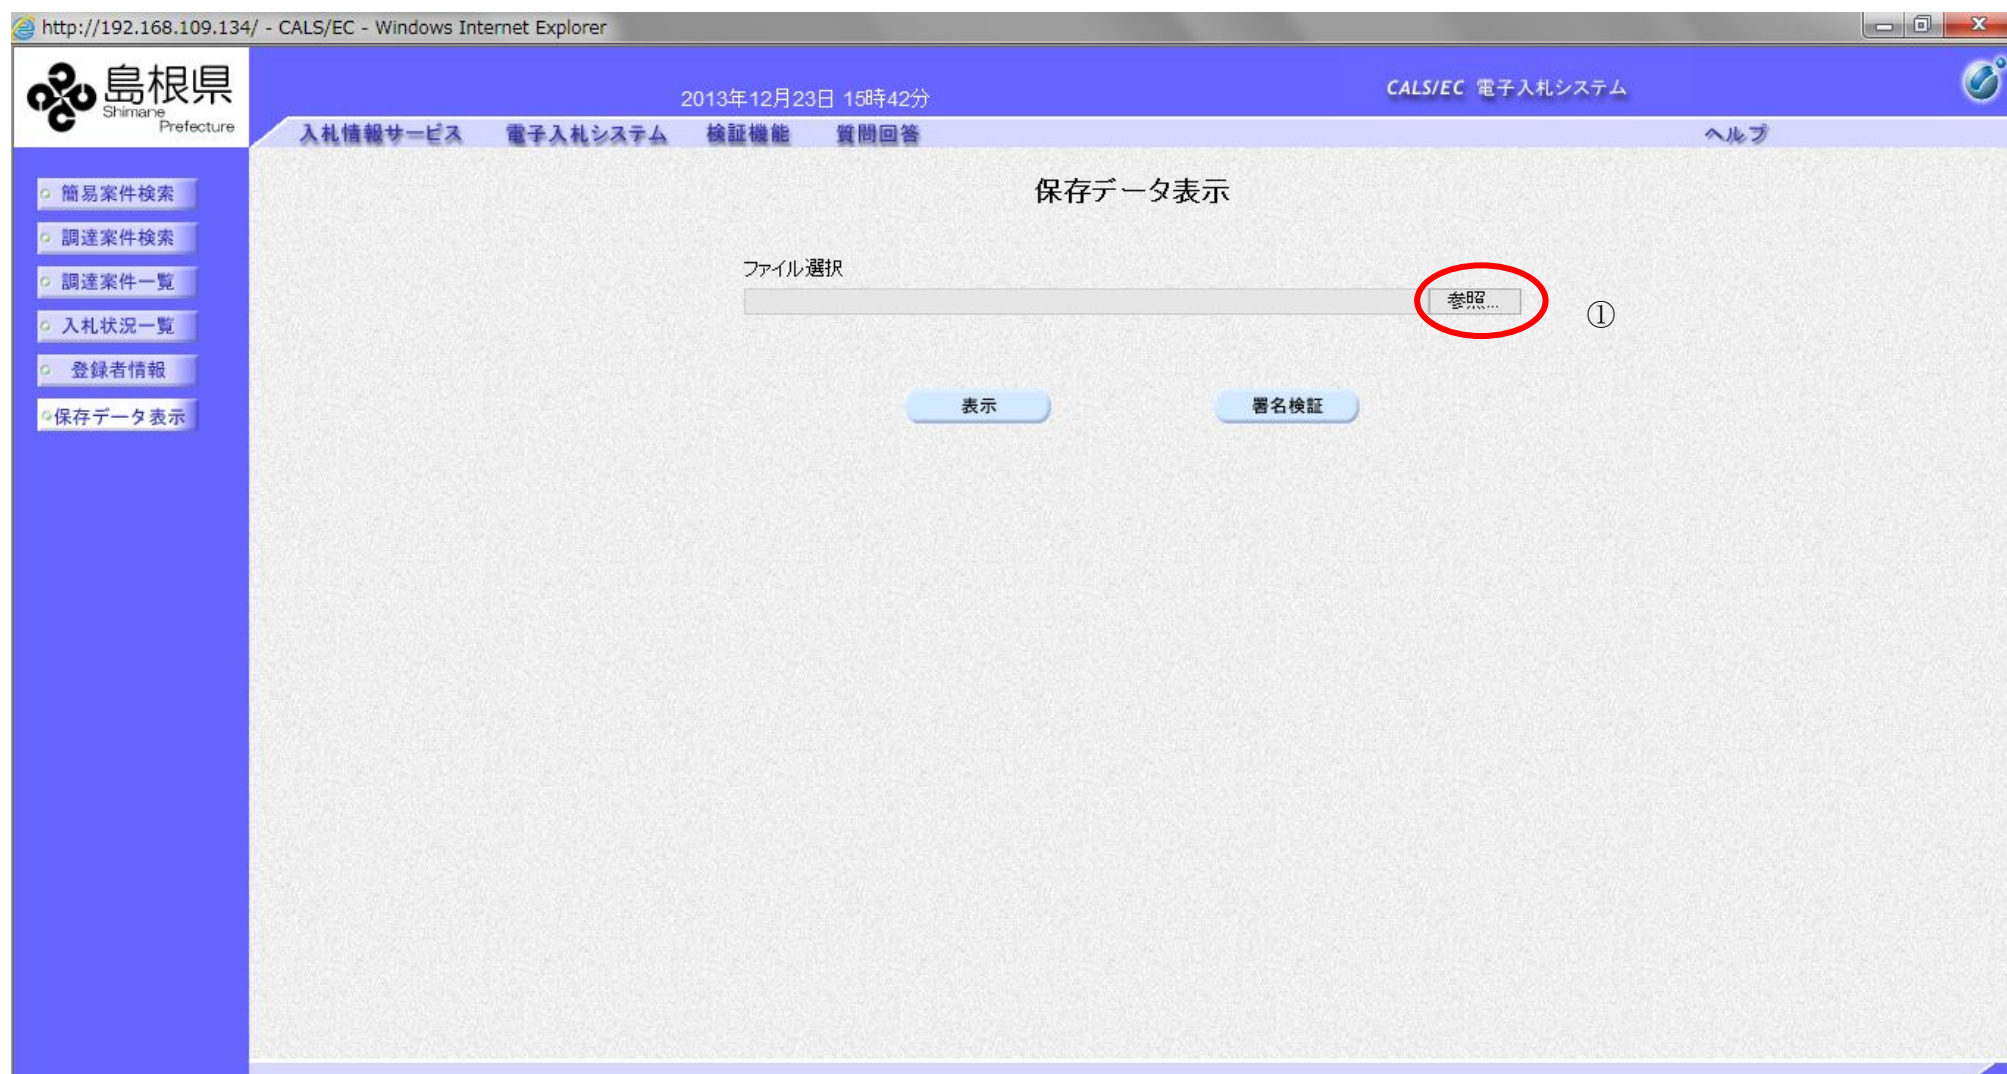 http://192.168.109.134/ - CALS/EC - Windows Internet Explorer
島根県
Shimane
Prefecture
2013年12月23日 15時42分
CALS/EC 電子入札システム
入札情報サービス 電子入札システム 検証機能 質問回答 ヘルプ
簡易案件検索
調達案件検索
調達案件一覧
入札状況一覧
登録者情報
保存データ表示
保存データ表示
ファイル選択
参照...
①
表示 署名検証